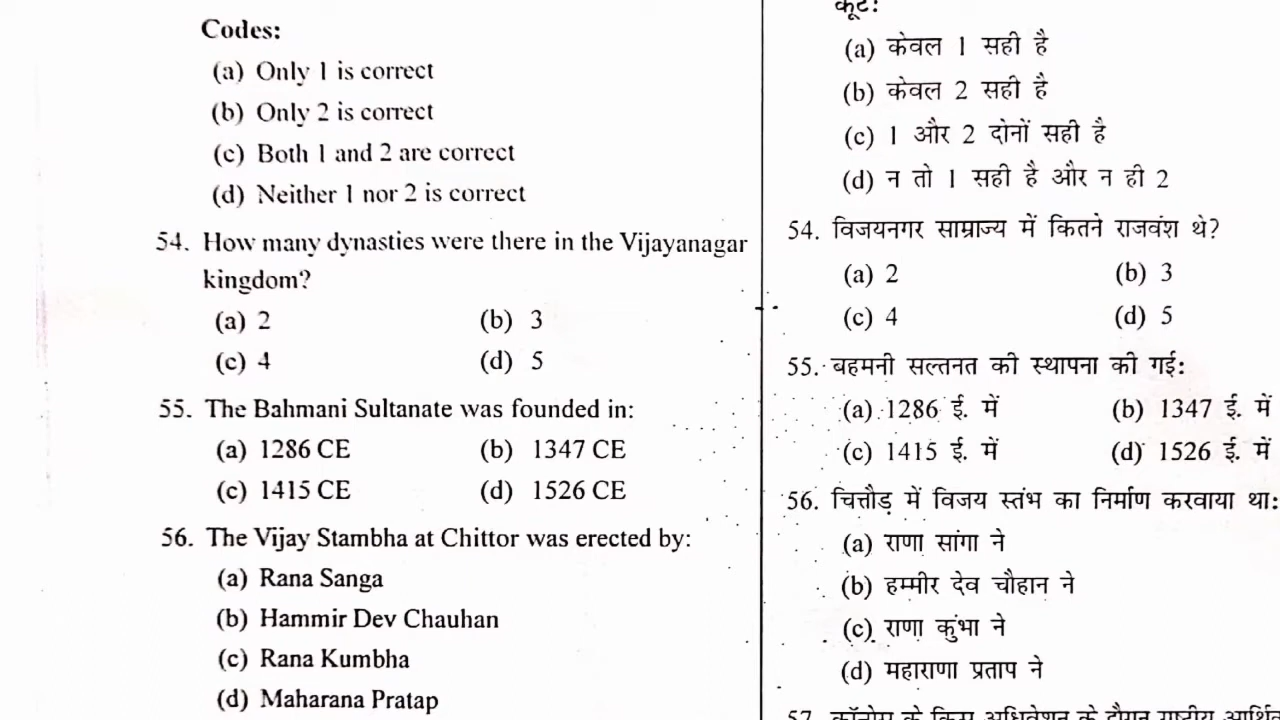 Codes:
(a) Only 1 is correct
(b) Only 2 is correct
(c) Both 1 and 2 are correct
(d) Neither 1 nor 2 is correct
54. How many dynasties were there in the Vijayanagar
kingdom?
(a) 2 (b) 3
(c) 4 (d) 5
55. The Bahmani Sultanate was founded in:
(a) 1286 CE (b) 1347 CE
(c) 1415 CE (d) 1526 CE
56. The Vijay Stambha at Chittor was erected by:
(a) Rana Sanga
(b) Hammir Dev Chauhan
(c) Rana Kumbha
(d) Maharana Pratap
कूट:
(a) केवल 1 सही है
(b) केवल 2 सही है
(c) 1 और 2 दोनों सही है
(d) न तो 1 सही है और न ही 2
54. विजयनगर साम्राज्य में कितने राजवंश थे?
(a) 2 (b) 3
(c) 4 (d) 5
55. बहमनी सल्तनत की स्थापना की गई:
(a) 1286 ई. में (b) 1347 ई. में
(c) 1415 ई. में (d) 1526 ई. में
56. चित्तौड़ में विजय स्तंभ का निर्माण करवाया था:
(a) राणा सांगा ने
(b) हम्मीर देव चौहान ने
(c) राणा कुंभा ने
(d) महाराणा प्रताप ने
57. कॉंग्रेस के किस अधिवेशन के दौरान राष्ट्रीय